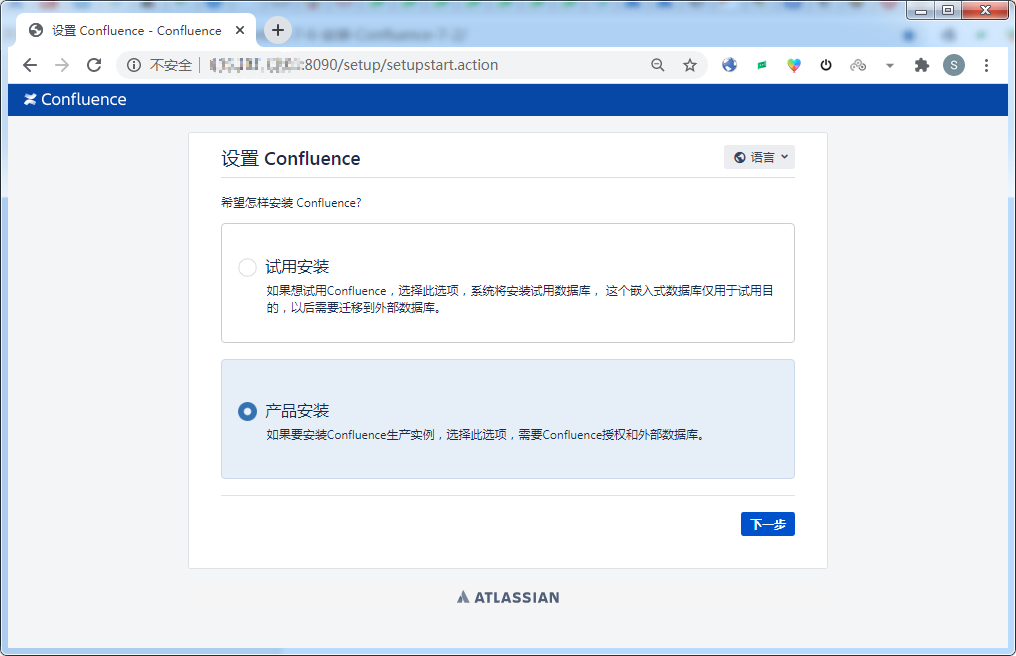 设置 Confluence - Confluence
不安全
:8090/setup/setupstart.action
S
Confluence
设置 Confluence
语言
希望怎样安装 Confluence?
试用安装
如果想试用Confluence，选择此选项，系统将安装试用数据库， 这个嵌入式数据库仅用于试用目
的，以后需要迁移到外部数据库。
产品安装
如果要安装Confluence生产实例，选择此选项，需要Confluence授权和外部数据库。
下一步
ATLASSIAN